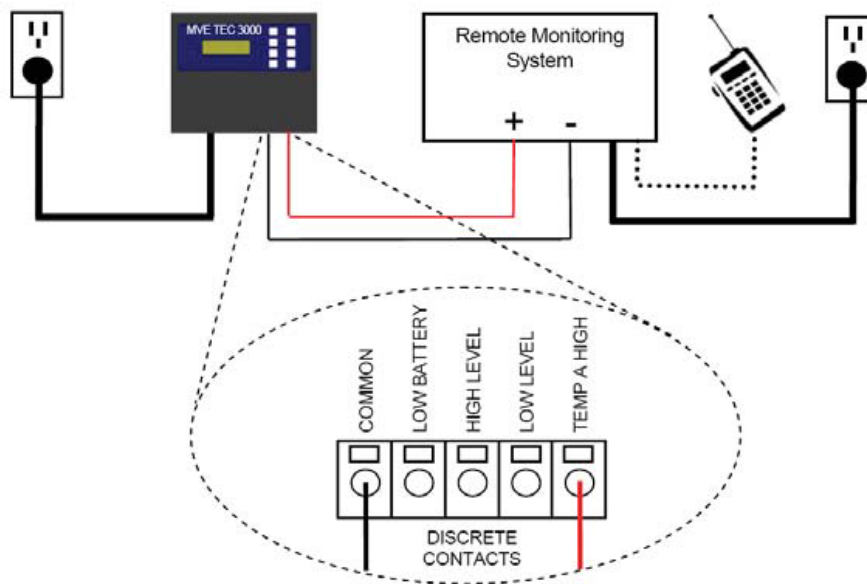 MVE TEC 3000
Remote Monitoring
System
+ -
COMMON
LOW BATTERY
HIGH LEVEL
LOW LEVEL
TEMP A HIGH
DISCRETE
CONTACTS